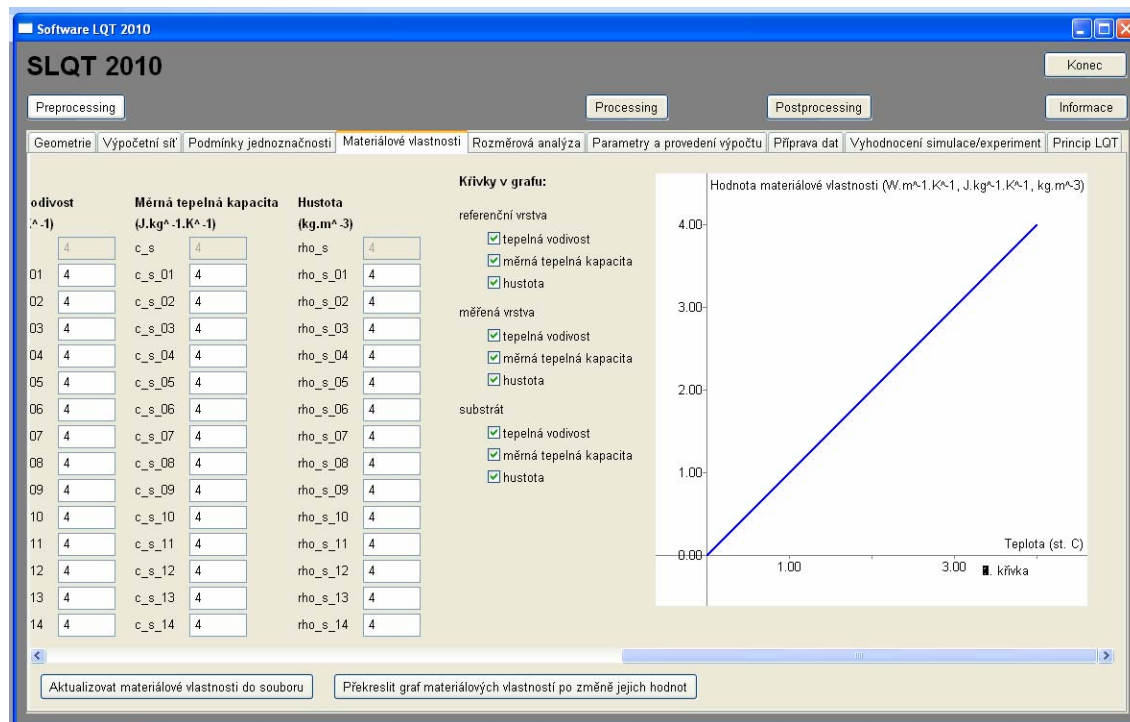 Software LQT 2010
SLQT 2010
Konec
Preprocessing Processing Postprocessing Informace
Geometrie Výpočetní síť Podmínky jednoznačnosti Materiálové vlastnosti Rozměrová analýza Parametry a provedení výpočtu Příprava dat Vyhodnocení simulace/experiment Princip LQT
odivost Měrná tepelná kapacita Hustota
^-1) (J.kg^-1.K^-1) (kg.m^-3)
4 c_s 4 rho_s 4
01 4 c_s_01 4 rho_s_01 4
02 4 c_s_02 4 rho_s_02 4
03 4 c_s_03 4 rho_s_03 4
04 4 c_s_04 4 rho_s_04 4
05 4 c_s_05 4 rho_s_05 4
06 4 c_s_06 4 rho_s_06 4
07 4 c_s_07 4 rho_s_07 4
08 4 c_s_08 4 rho_s_08 4
09 4 c_s_09 4 rho_s_09 4
10 4 c_s_10 4 rho_s_10 4
11 4 c_s_11 4 rho_s_11 4
12 4 c_s_12 4 rho_s_12 4
13 4 c_s_13 4 rho_s_13 4
14 4 c_s_14 4 rho_s_14 4
Křivky v grafu:
referenční vrstva
tepelná vodivost
měrná tepelná kapacita
hustota
měřená vrstva
tepelná vodivost
měrná tepelná kapacita
hustota
substrát
tepelná vodivost
měrná tepelná kapacita
hustota
Hodnota materiálové vlastnosti (W.m^-1.K^-1, J.kg^-1.K^-1, kg.m^-3)
4.00
3.00
2.00
1.00
0.00
Teplota (st. C)
1.00 3.00
. křivka
Aktualizovat materiálové vlastnosti do souboru Překreslit graf materiálových vlastností po změně jejich hodnot